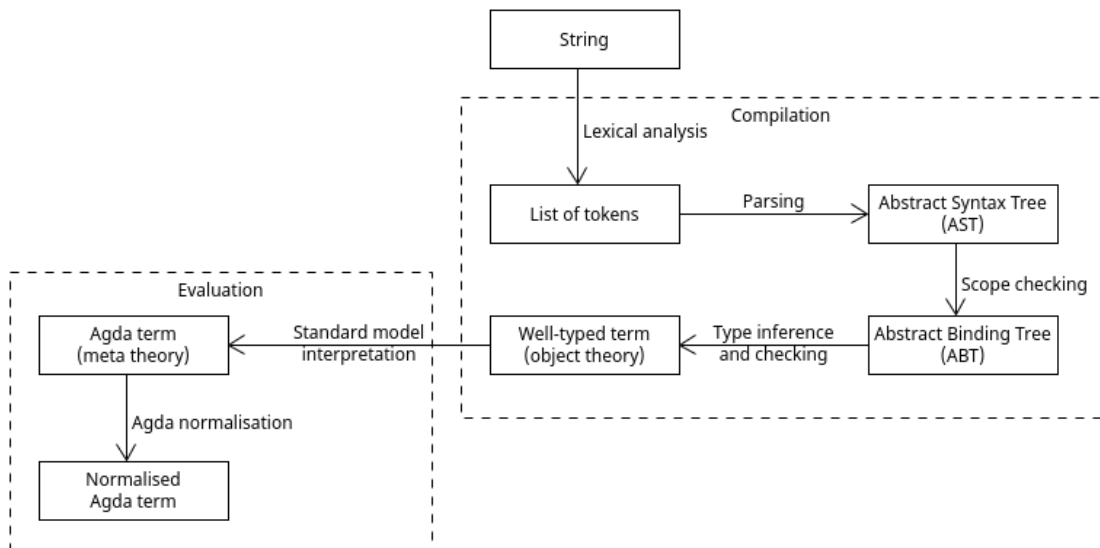 String
Compilation
Lexical analysis
List of tokens
Parsing
Abstract Syntax Tree
(AST)
Scope checking
Abstract Binding Tree
(ABT)
Type inference
and checking
Well-typed term
(object theory)
Standard model
interpretation
Evaluation
Agda term
(meta theory)
Agda normalisation
Normalised
Agda term